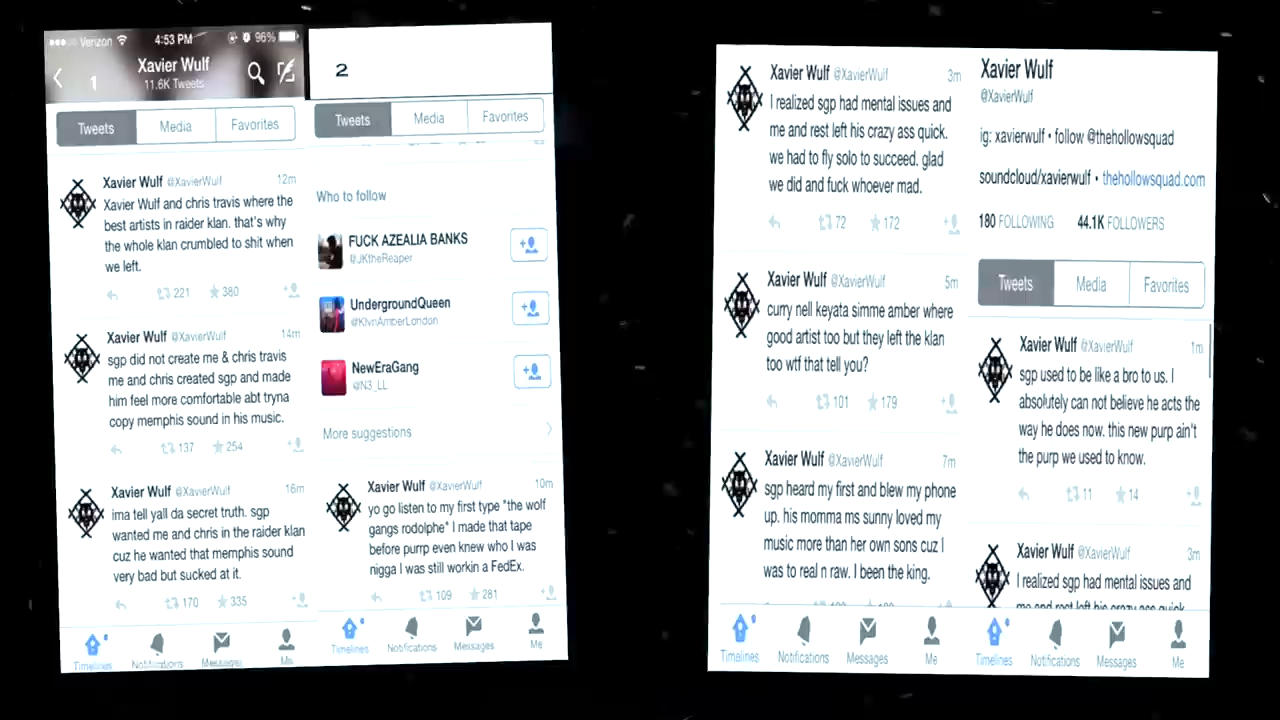 Verizon 4:53 PM 96%
1
Xavier Wulf
11.6K Tweets
Tweets Media Favorites
Xavier Wulf @XavierWulf 12m
Xavier Wulf and chris travis where the
best artists in raider klan. that's why
the whole klan crumbled to shit when
we left.
221 380
Xavier Wulf @XavierWulf 14m
sgp did not create me & chris travis
me and chris created sgp and made
him feel more comfortable abt tryna
copy memphis sound in his music.
137 254
Xavier Wulf @XavierWulf 16m
ima tell yall da secret truth. sgp
wanted me and chris in the raider klan
cuz he wanted that memphis sound
very bad but sucked at it.
170 335
Timelines Notifications Messages Me
2
Tweets Media Favorites
Who to follow
FUCK AZEALIA BANKS
@JKtheReaper
UndergroundQueen
@KlvnAmberLondon
NewEraGang
@N3_LL
More suggestions
Xavier Wulf @XavierWulf 10m
yo go listen to my first type "the wolf
gangs rodolphe" I made that tape
before purrp even knew who I was
nigga I was still workin a FedEx.
109 281
Timelines Notifications Messages Me
Xavier Wulf @XavierWulf 3m
I realized sgp had mental issues and
me and rest left his crazy ass quick.
we had to fly solo to succeed. glad
we did and fuck whoever mad.
72 172
Xavier Wulf @XavierWulf 5m
curry nell keyata simme amber where
good artist too but they left the klan
too wtf that tell you?
101 179
Xavier Wulf @XavierWulf 7m
sgp heard my first and blew my phone
up. his momma ms sunny loved my
music more than her own sons cuz I
was to real n raw. I been the king.
Timelines Notifications Messages Me
Xavier Wulf
@XavierWulf
ig: xavierwulf • follow @thehollowsquad
soundcloud/xavierwulf • thehollowsquad.com
180 FOLLOWING 44.1K FOLLOWERS
Tweets Media Favorites
Xavier Wulf @XavierWulf 1m
sgp used to be like a bro to us. I
absolutely can not believe he acts the
way he does now. this new purp ain't
the purp we used to know.
11 14
Xavier Wulf @XavierWulf 3m
I realized sgp had mental issues and
me and rest left his crazy ass quick
Timelines Notifications Messages Me